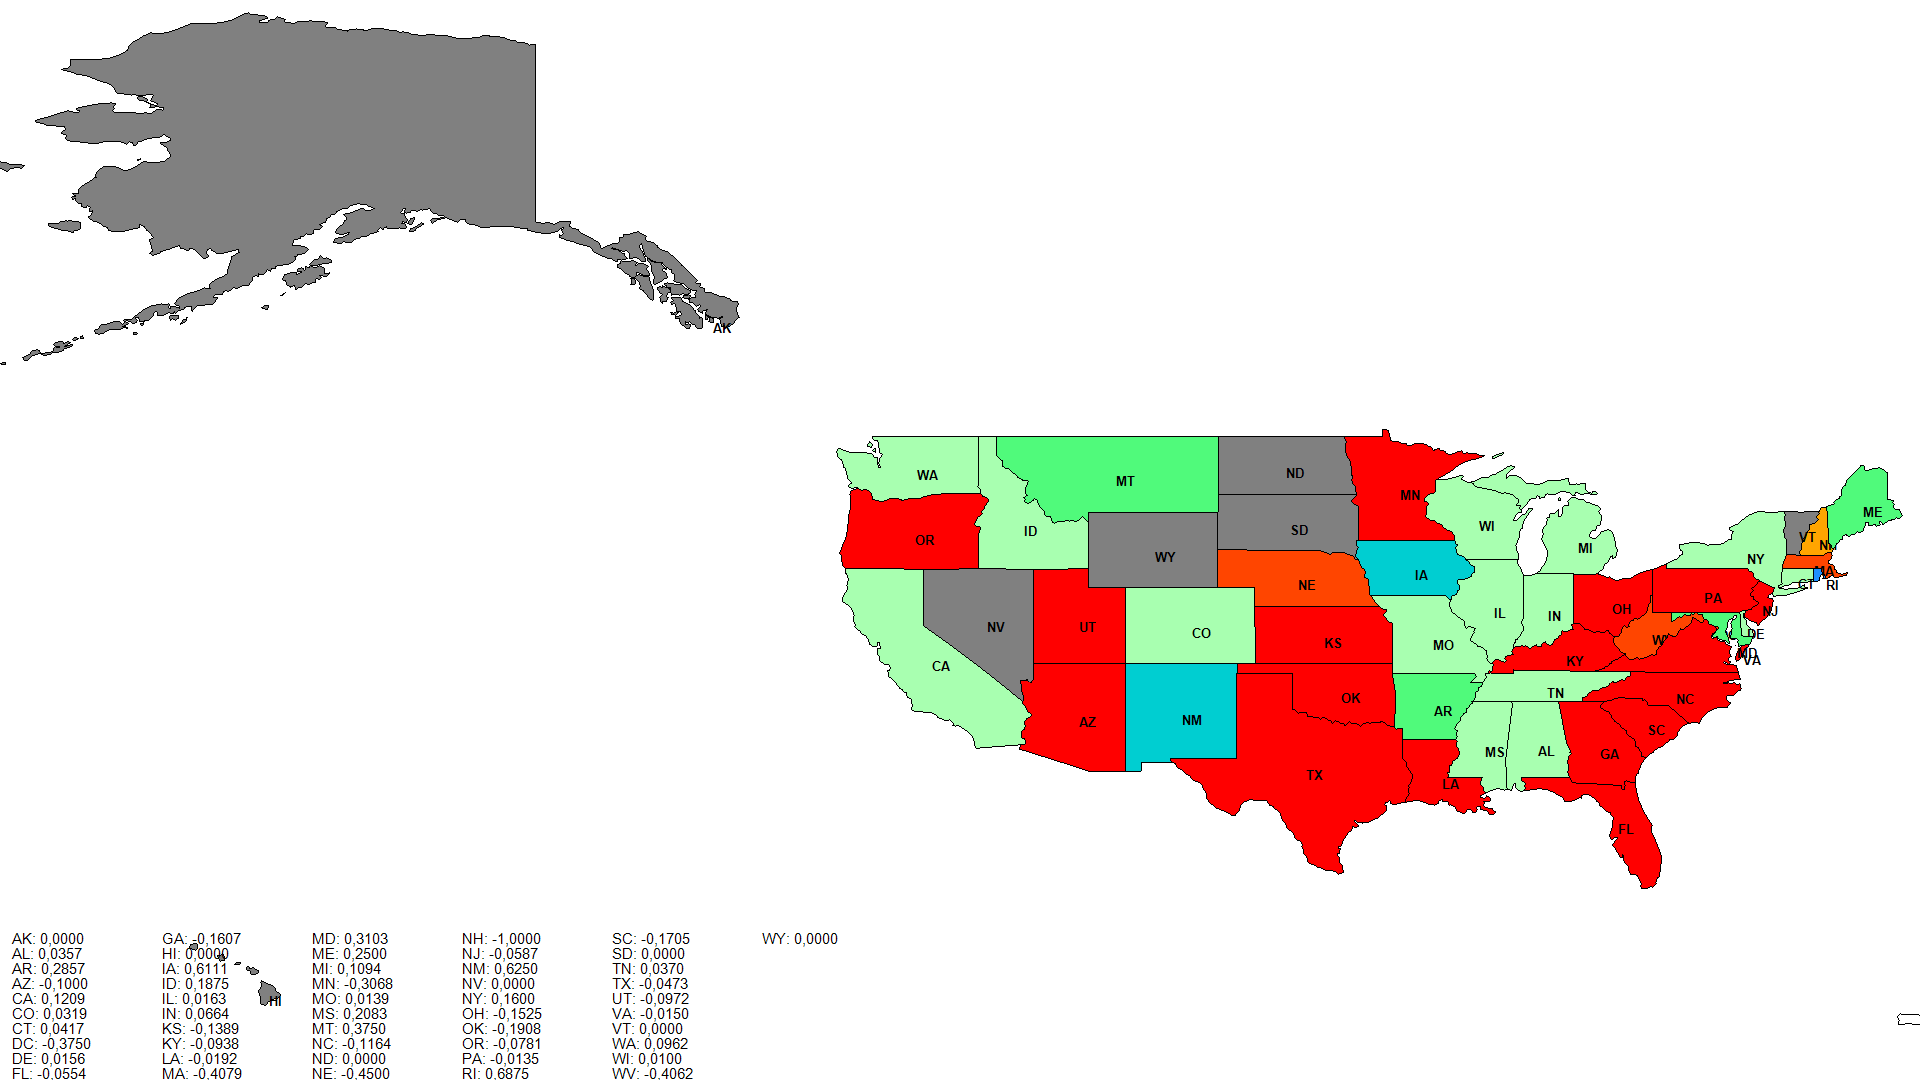 AK
WA
MT
ND
MN
ME
OR
ID
WY
SD
WI
MI
NY
VT
NE
IA
MA
CT
RI
NV
UT
CO
KS
MO
IL
IN
OH
PA
NJ
CA
DE
KY
VA
AZ
NM
OK
AR
TN
NC
SC
TX
LA
MS
AL
GA
FL
HI
AK: 0,0000
AL: 0,0357
AR: 0,2857
AZ: -0,1000
CA: 0,1209
CO: 0,0319
CT: 0,0417
DC: -0,3750
DE: 0,0156
FL: -0,0554
GA: -0,1607
HI: 0,0000
IA: 0,6111
ID: 0,1875
IL: 0,0163
IN: 0,0664
KS: -0,1389
KY: -0,0938
LA: -0,0192
MA: -0,4079
MD: 0,3103
ME: 0,2500
MI: 0,1094
MN: -0,3068
MO: 0,0139
MS: 0,2083
MT: 0,3750
NC: -0,1164
ND: 0,0000
NE: -0,4500
NH: -1,0000
NJ: -0,0587
NM: 0,6250
NV: 0,0000
NY: 0,1600
OH: -0,1525
OK: -0,1908
OR: -0,0781
PA: -0,0135
RI: 0,6875
SC: -0,1705
SD: 0,0000
TN: 0,0370
TX: -0,0473
UT: -0,0972
VA: -0,0150
VT: 0,0000
WA: 0,0962
WI: 0,0100
WV: -0,4062
WY: 0,0000